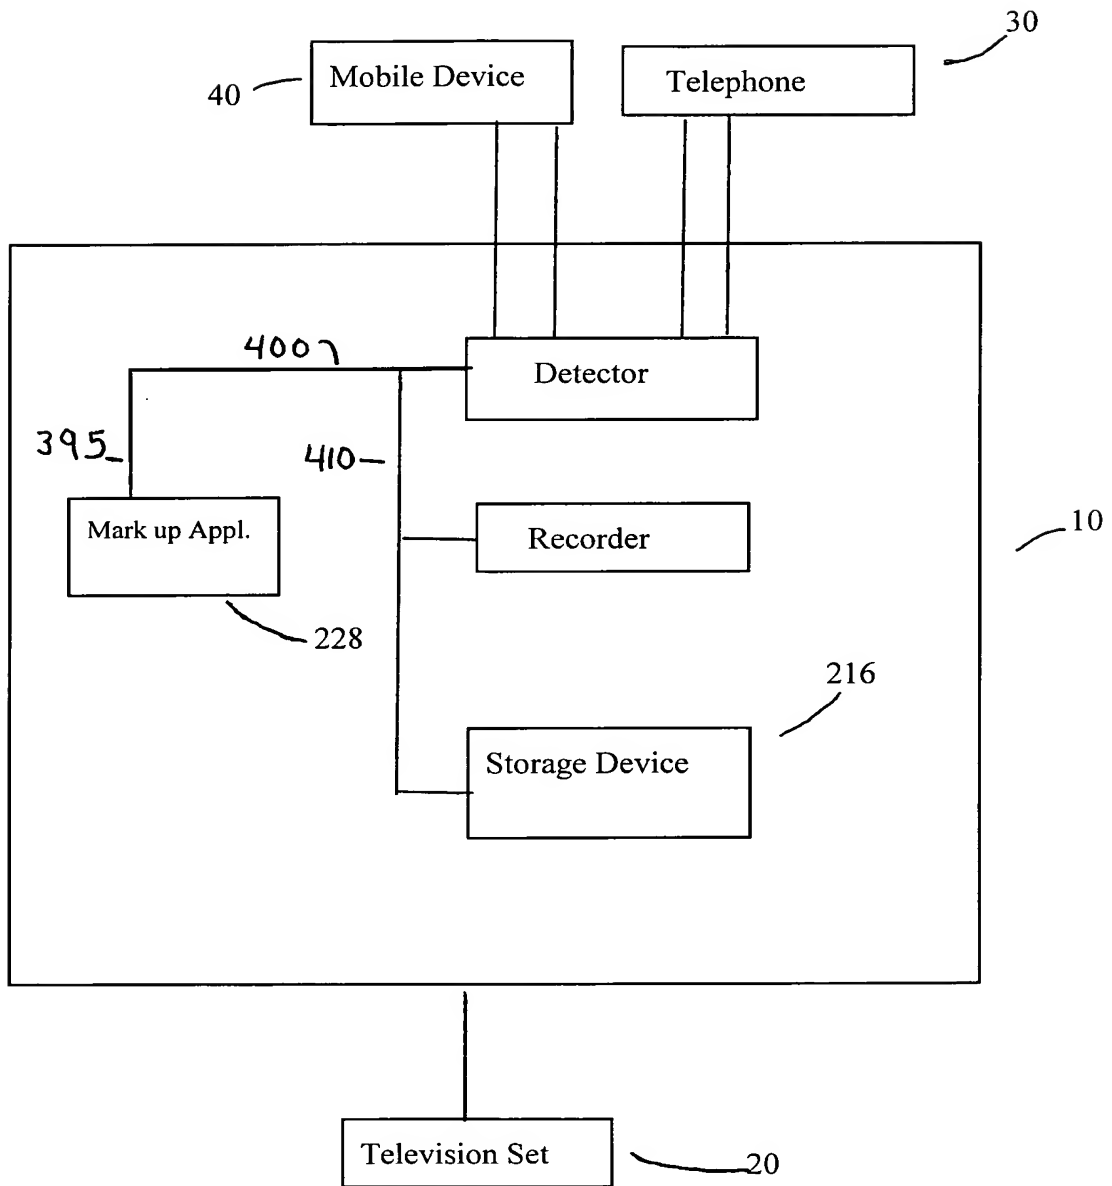 30
Mobile Device
Telephone
40
400
Detector
395
410
Mark up Appl.
Recorder
10
228
216
Storage Device
Television Set
20